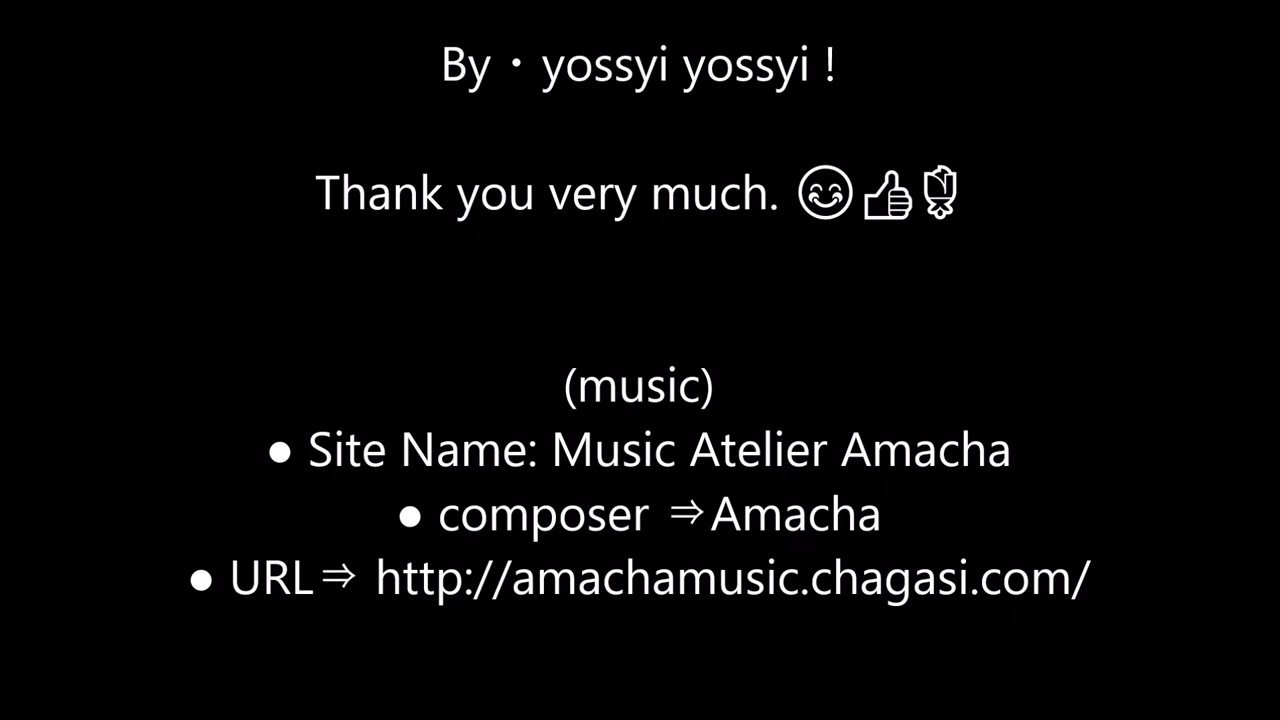 By・yossyi yossyi !
Thank you very much. 😊👍🌹
(music)
● Site Name: Music Atelier Amacha
● composer ⇒Amacha
● URL⇒ http://amachamusic.chagasi.com/